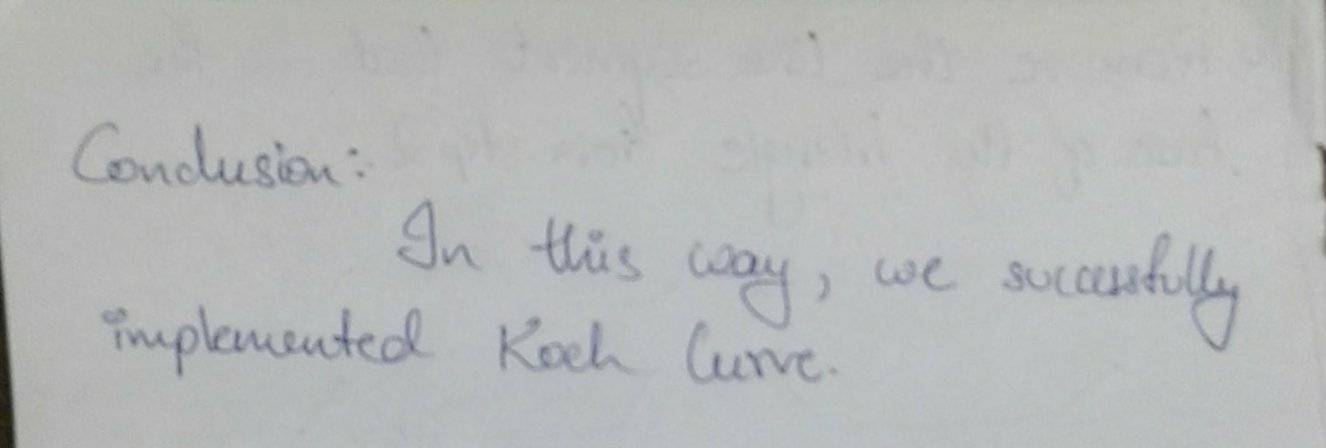 Conclusion:
In this way, we successfully
implemented Koch Curve.